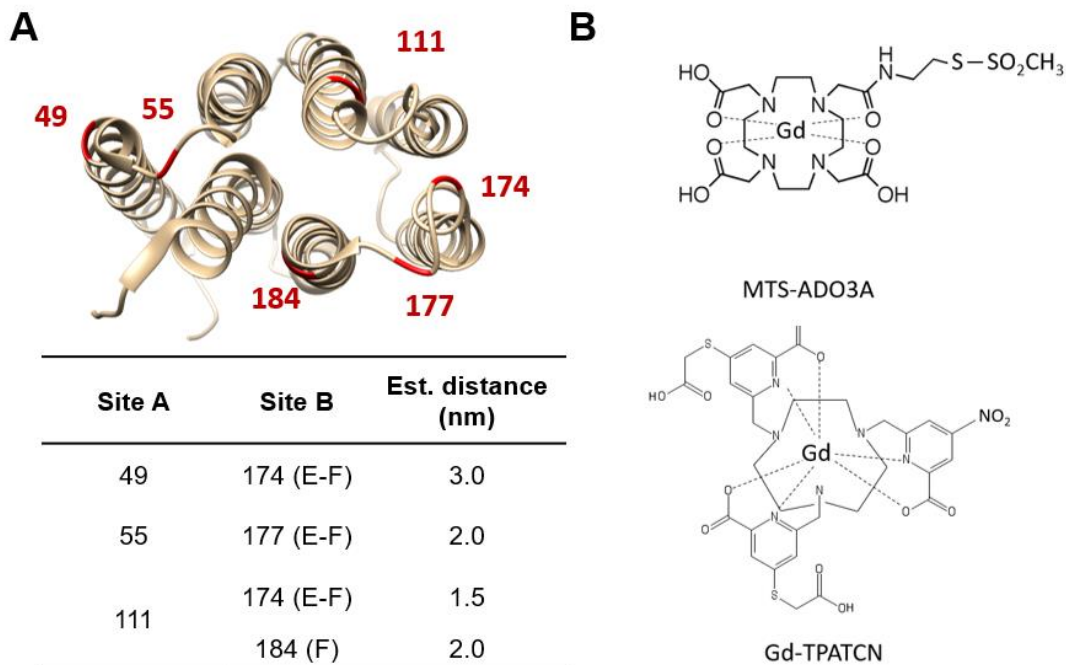 A
111
49
55
174
184
177
Site A Site B Est. distance (nm)
49 174 (E-F) 3.0
55 177 (E-F) 2.0
111 174 (E-F) 1.5
184 (F) 2.0
B
HO
H
N
S
SO₂CH₃
O
N
N
O
Gd
O
N
N
O
HO
O
OH
MTS-ADO3A
S
O
N
HO
O
N
N
NO₂
Gd
N
O
N
N
O
O
O
O
S
O
OH
Gd-TPATCN